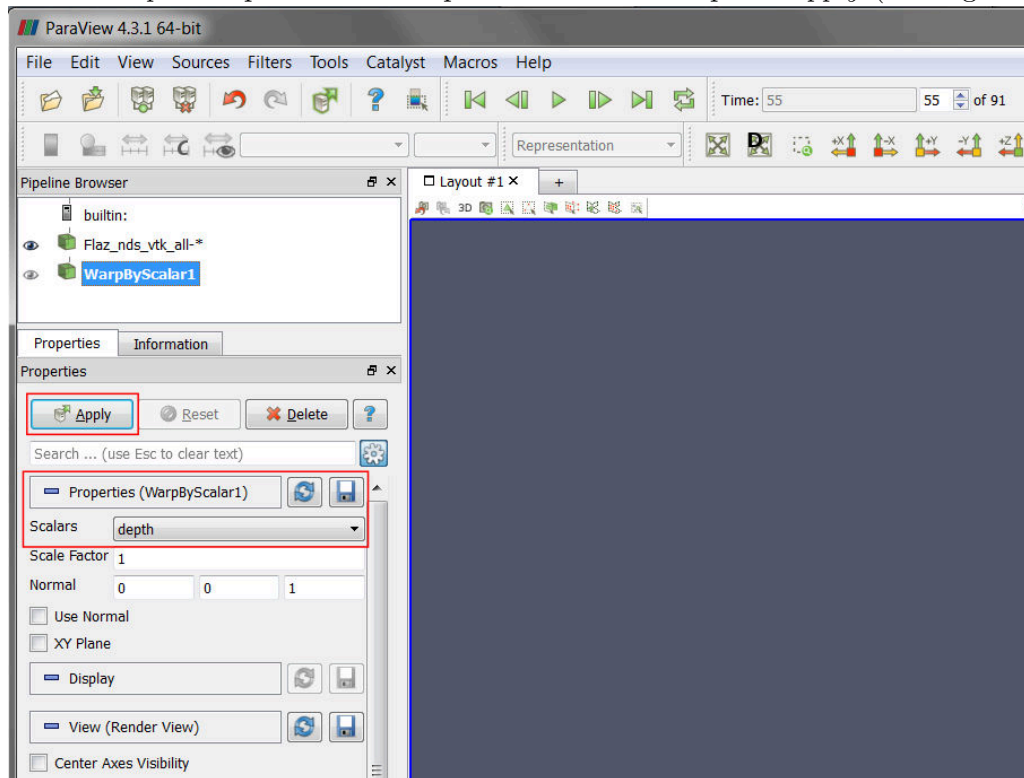 ParaView 4.3.1 64-bit
File Edit View Sources Filters Tools Catalyst Macros Help
Time: 55 55 of 91
Representation +X -X +Y -Y +Z
Pipeline Browser
Layout #1 +
3D
builtin:
Flaz_nds_vtk_all-*
WarpByScalar1
Properties Information
Properties
Apply Reset Delete ?
Search ... (use Esc to clear text)
Properties (WarpByScalar1)
Scalars depth
Scale Factor 1
Normal 0 0 1
Use Normal
XY Plane
Display
View (Render View)
Center Axes Visibility